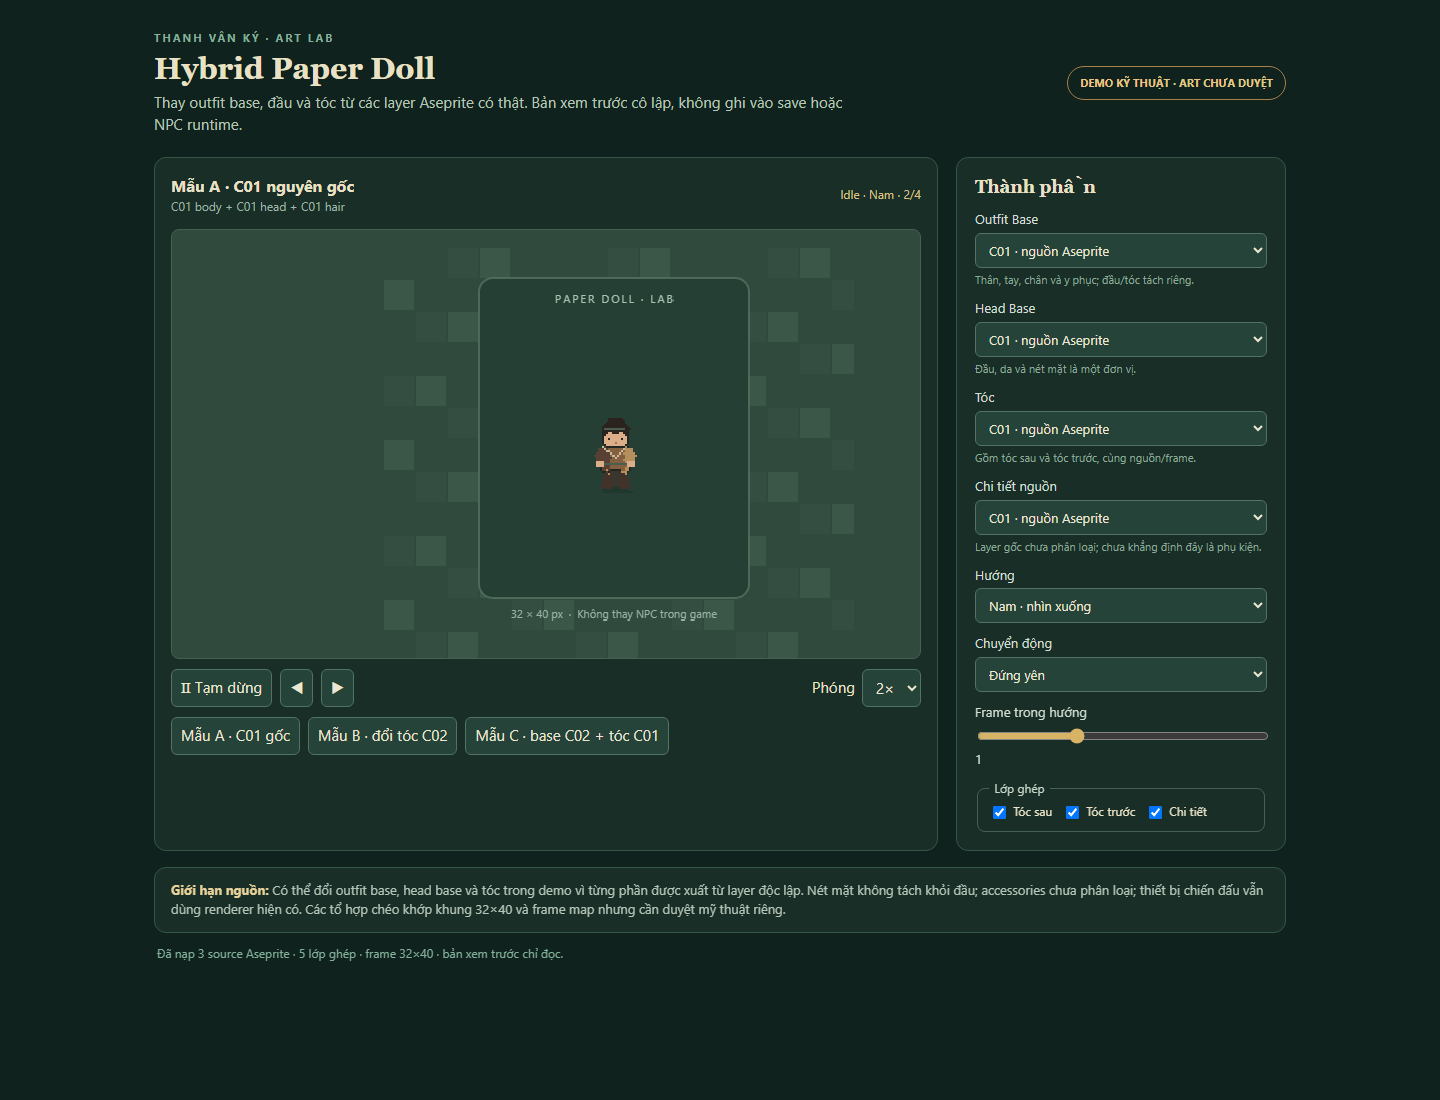 THANH VÂN KÝ · ART LAB
Hybrid Paper Doll
Thay outfit base, đầu và tóc từ các layer Aseprite có thật. Bản xem trước cô lập, không ghi vào save hoặc
NPC runtime.
DEMO KỸ THUẬT · ART CHƯA DUYỆT
Mẫu A · C01 nguyên gốc
C01 body + C01 head + C01 hair
Idle · Nam · 2/4
PAPER DOLL · LAB
32 × 40 px · Không thay NPC trong game
II Tạm dừng
◀
▶
Phóng
2×
Mẫu A · C01 gốc
Mẫu B · đổi tóc C02
Mẫu C · base C02 + tóc C01
Thành phần
Outfit Base
C01 · nguồn Aseprite
Thân, tay, chân và y phục; đầu/tóc tách riêng.
Head Base
C01 · nguồn Aseprite
Đầu, da và nét mặt là một đơn vị.
Tóc
C01 · nguồn Aseprite
Gồm tóc sau và tóc trước, cùng nguồn/frame.
Chi tiết nguồn
C01 · nguồn Aseprite
Layer gốc chưa phân loại; chưa khẳng định đây là phụ kiện.
Hướng
Nam · nhìn xuống
Chuyển động
Đứng yên
Frame trong hướng
1
Lớp ghép
Tóc sau
Tóc trước
Chi tiết
Giới hạn nguồn: Có thể đổi outfit base, head base và tóc trong demo vì từng phần được xuất từ layer độc lập. Nét mặt không tách khỏi đầu; accessories chưa phân loại; thiết bị chiến đấu vẫn
dùng renderer hiện có. Các tổ hợp chéo khớp khung 32×40 và frame map nhưng cần duyệt mỹ thuật riêng.
Đã nạp 3 source Aseprite · 5 lớp ghép · frame 32×40 · bản xem trước chỉ đọc.